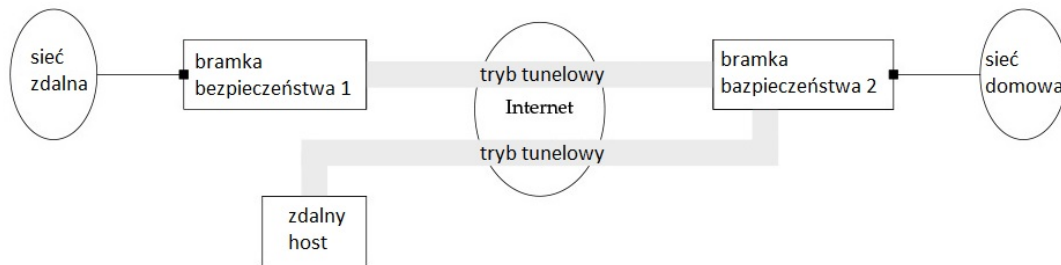 sieć
zdalna
bramka
bezpieczeństwa 1
tryb tunelowy
Internet
bramka
bazpieczeństwa 2
sieć
domowa
tryb tunelowy
zdalny
host